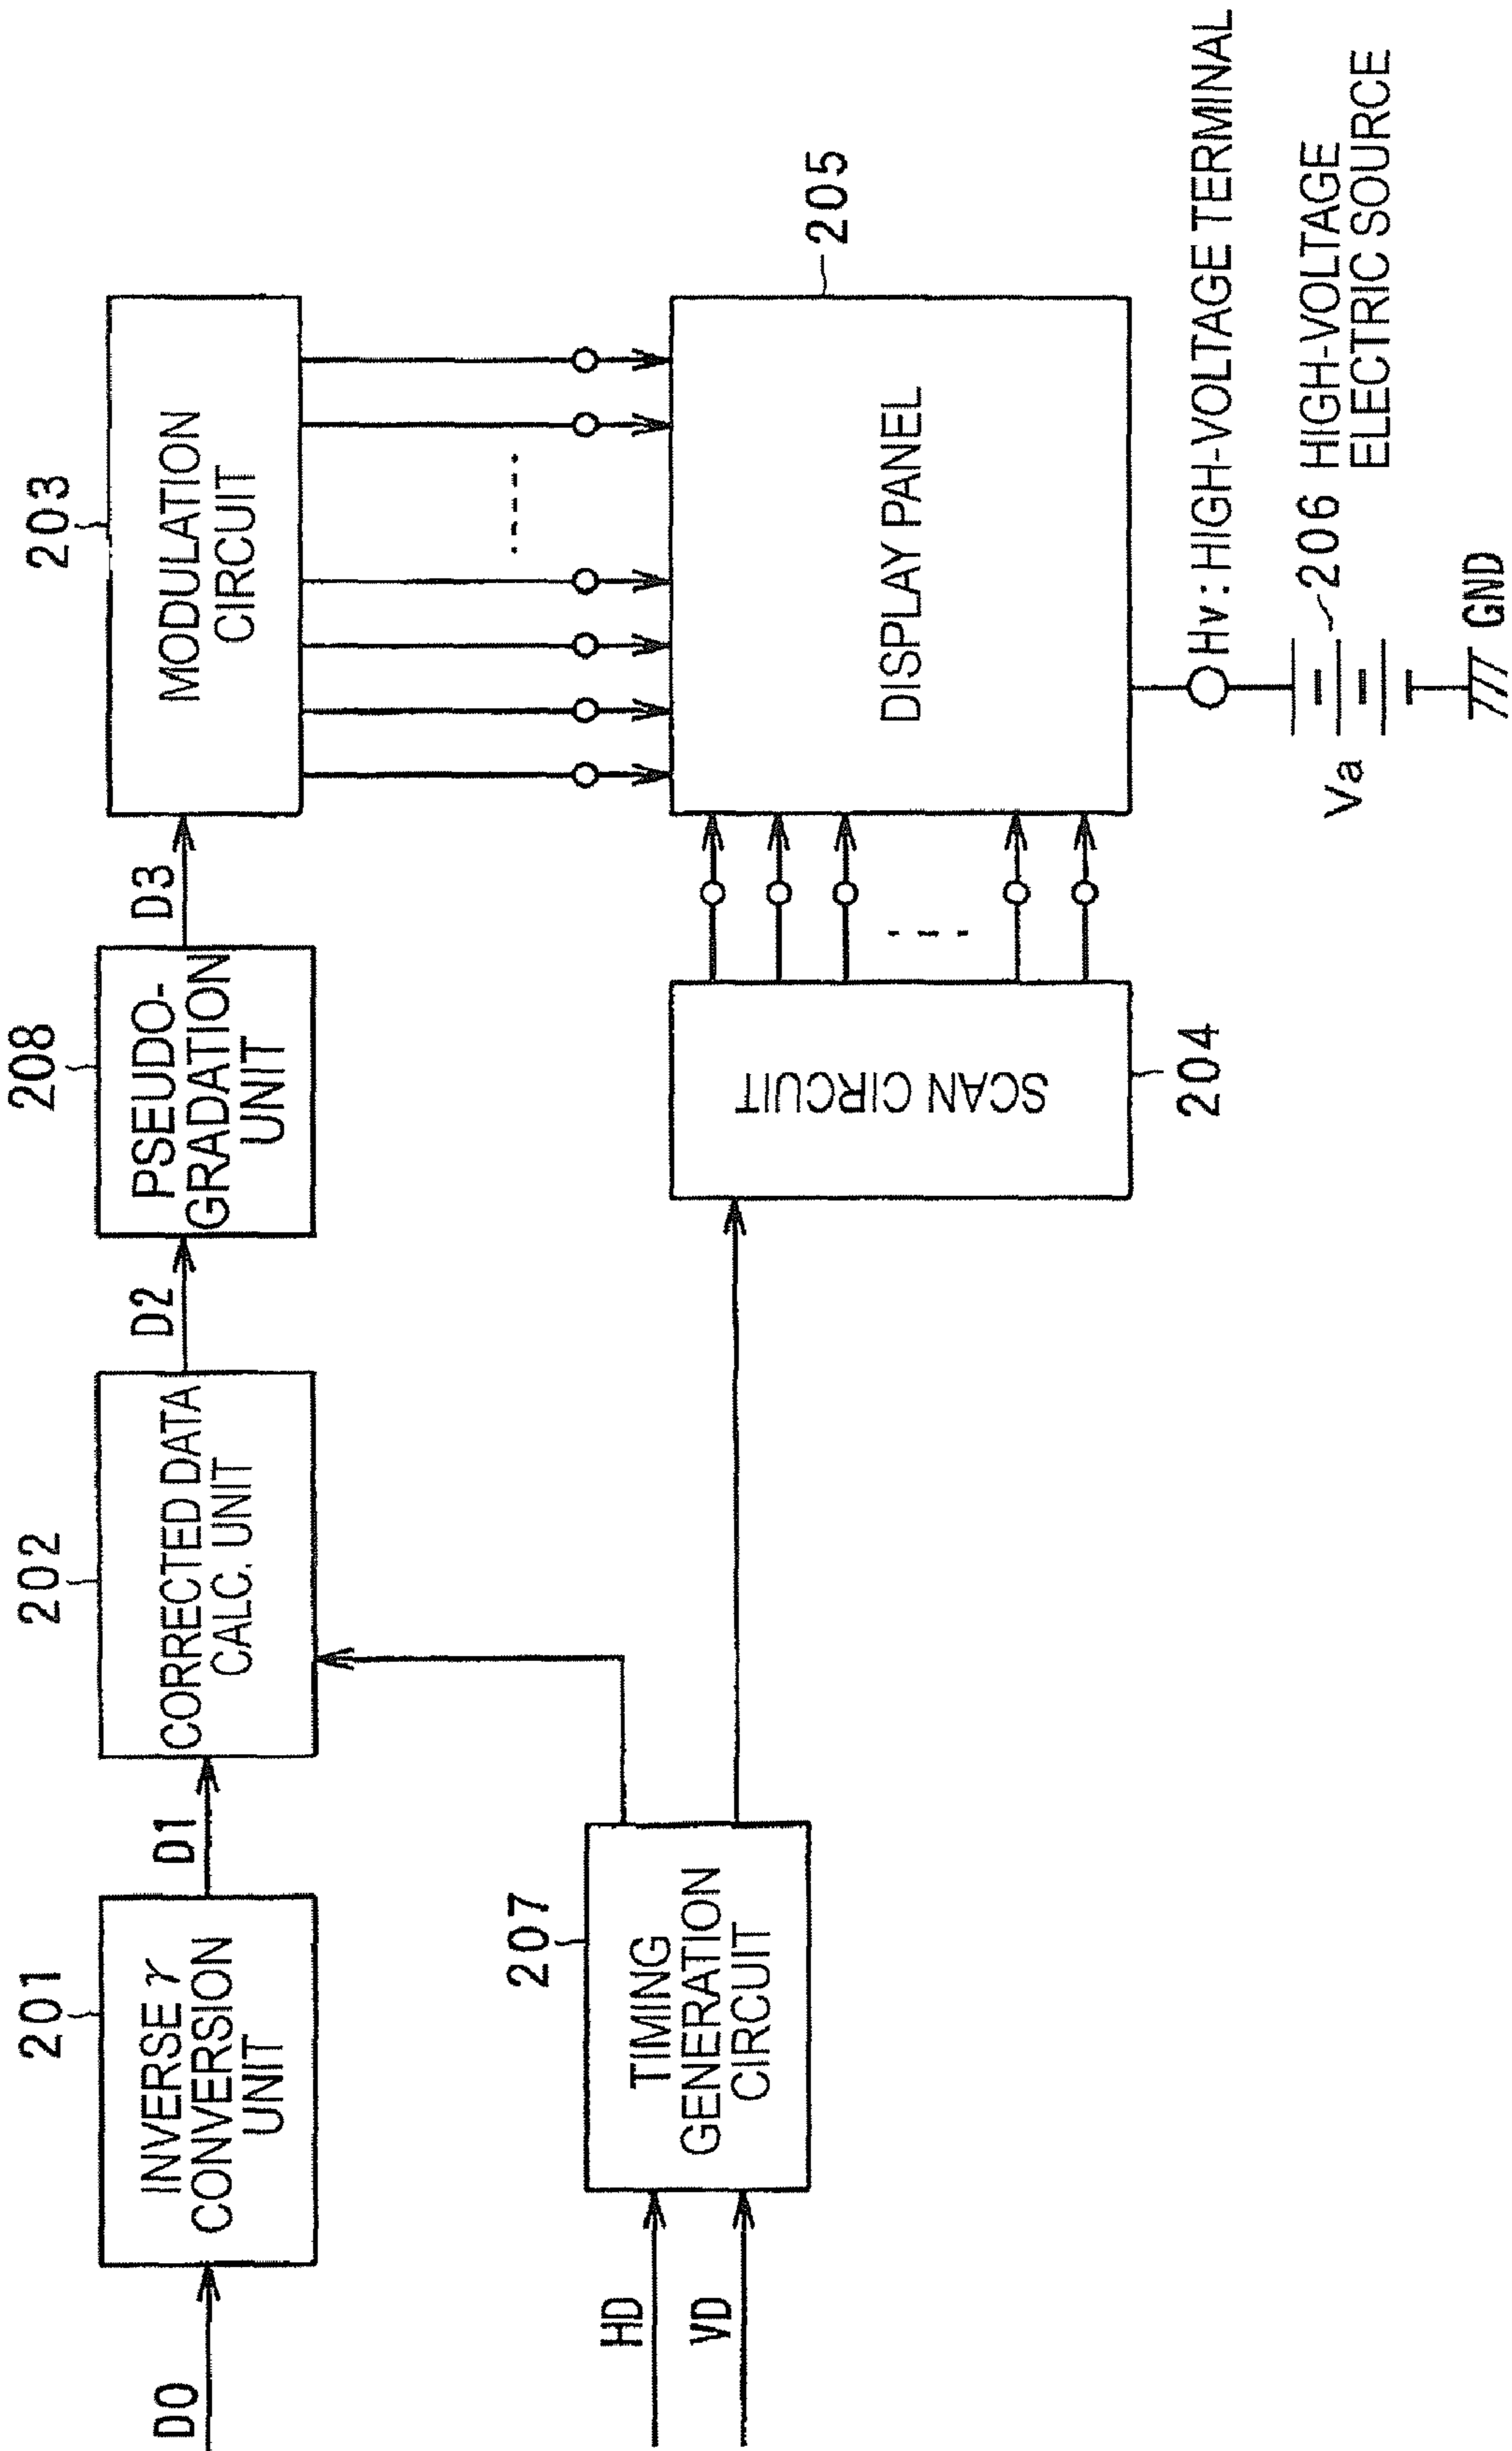 D0
201
INVERSE γ
CONVERSION
UNIT
D1
202
CORRECTED DATA
CALC. UNIT
D2
208
PSEUDO-
GRADATION
UNIT
D3
203
MODULATION
CIRCUIT
HD
VD
207
TIMING
GENERATION
CIRCUIT
SCAN CIRCUIT
204
205
DISPLAY PANEL
Hv:HIGH-VOLTAGE TERMINAL
Va
206 HIGH-VOLTAGE
ELECTRIC SOURCE
GND